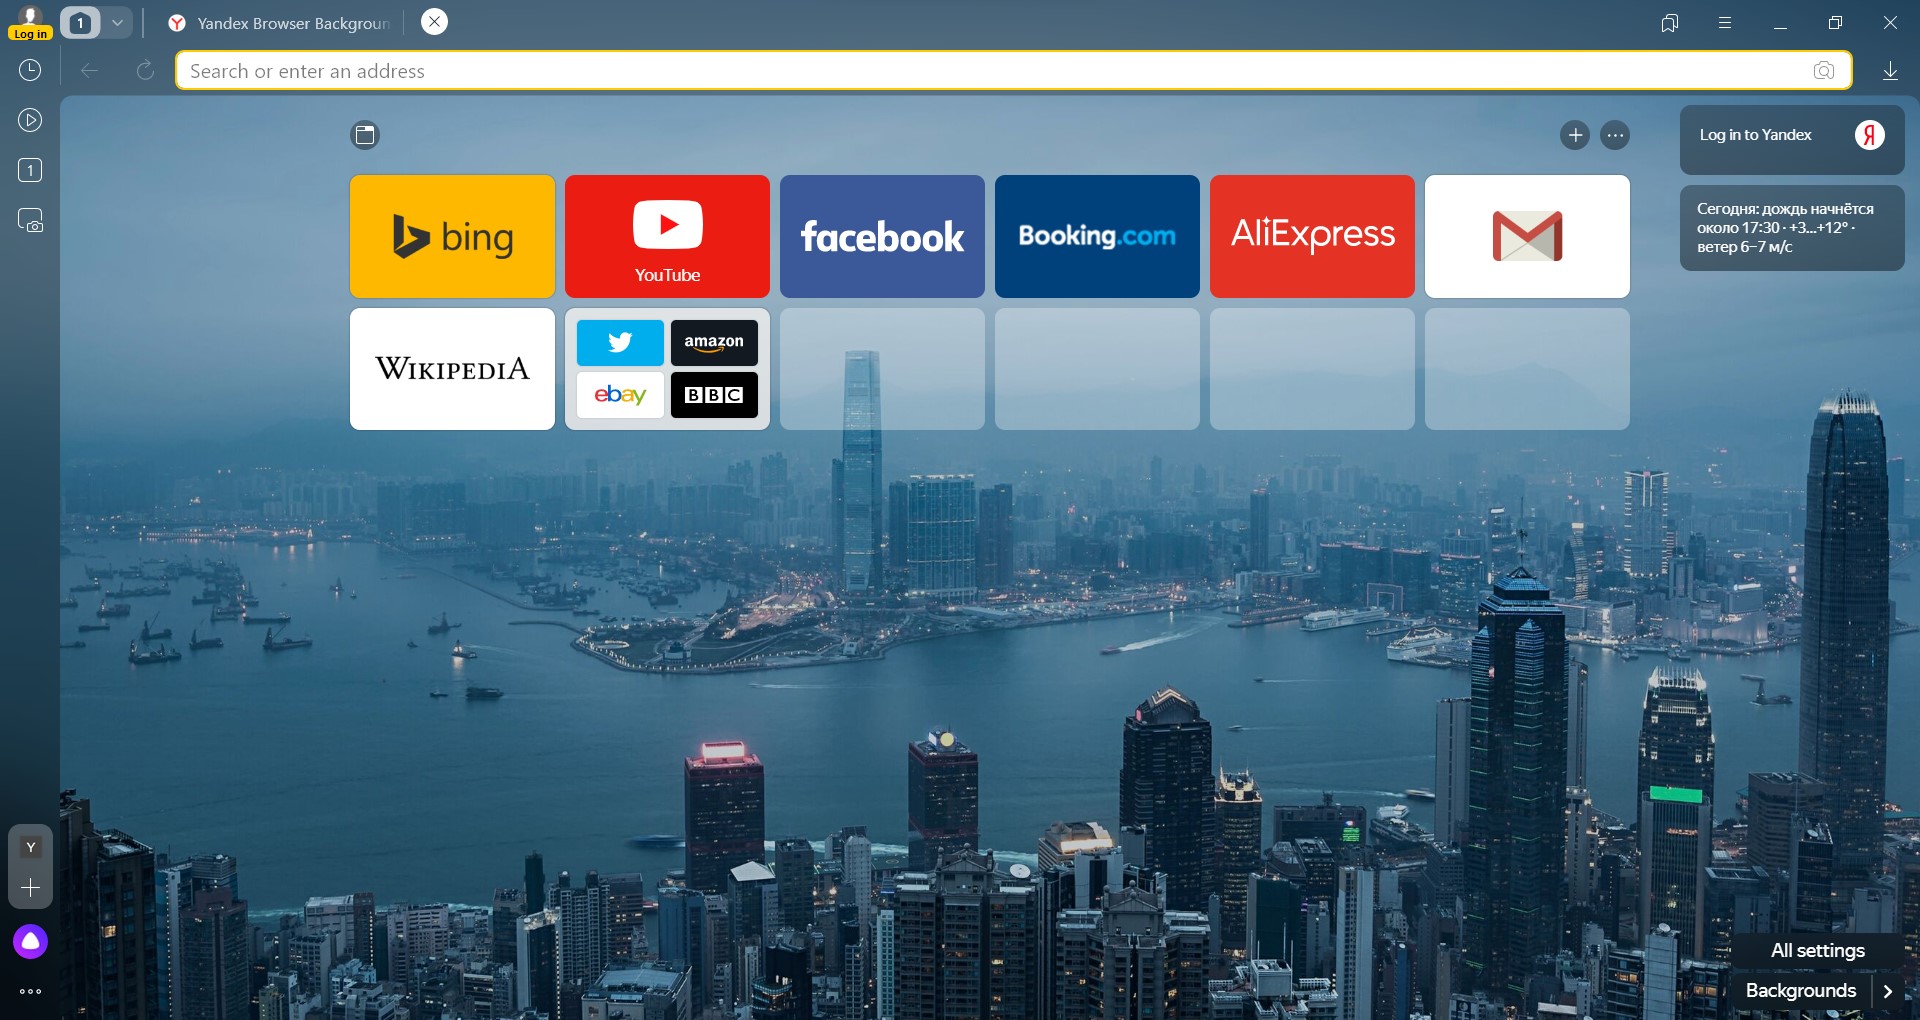 Log in
1
Yandex Browser Backgroun
Search or enter an address
1
Log in to Yandex
Я
bing
YouTube
facebook
Booking.com
AliExpress
Сегодня: дождь начнётся
около 17:30 · +3...+12° ·
ветер 6–7 м/с
WIKIPEDIA
amazon
ebay
BBC
Y
All settings
Backgrounds